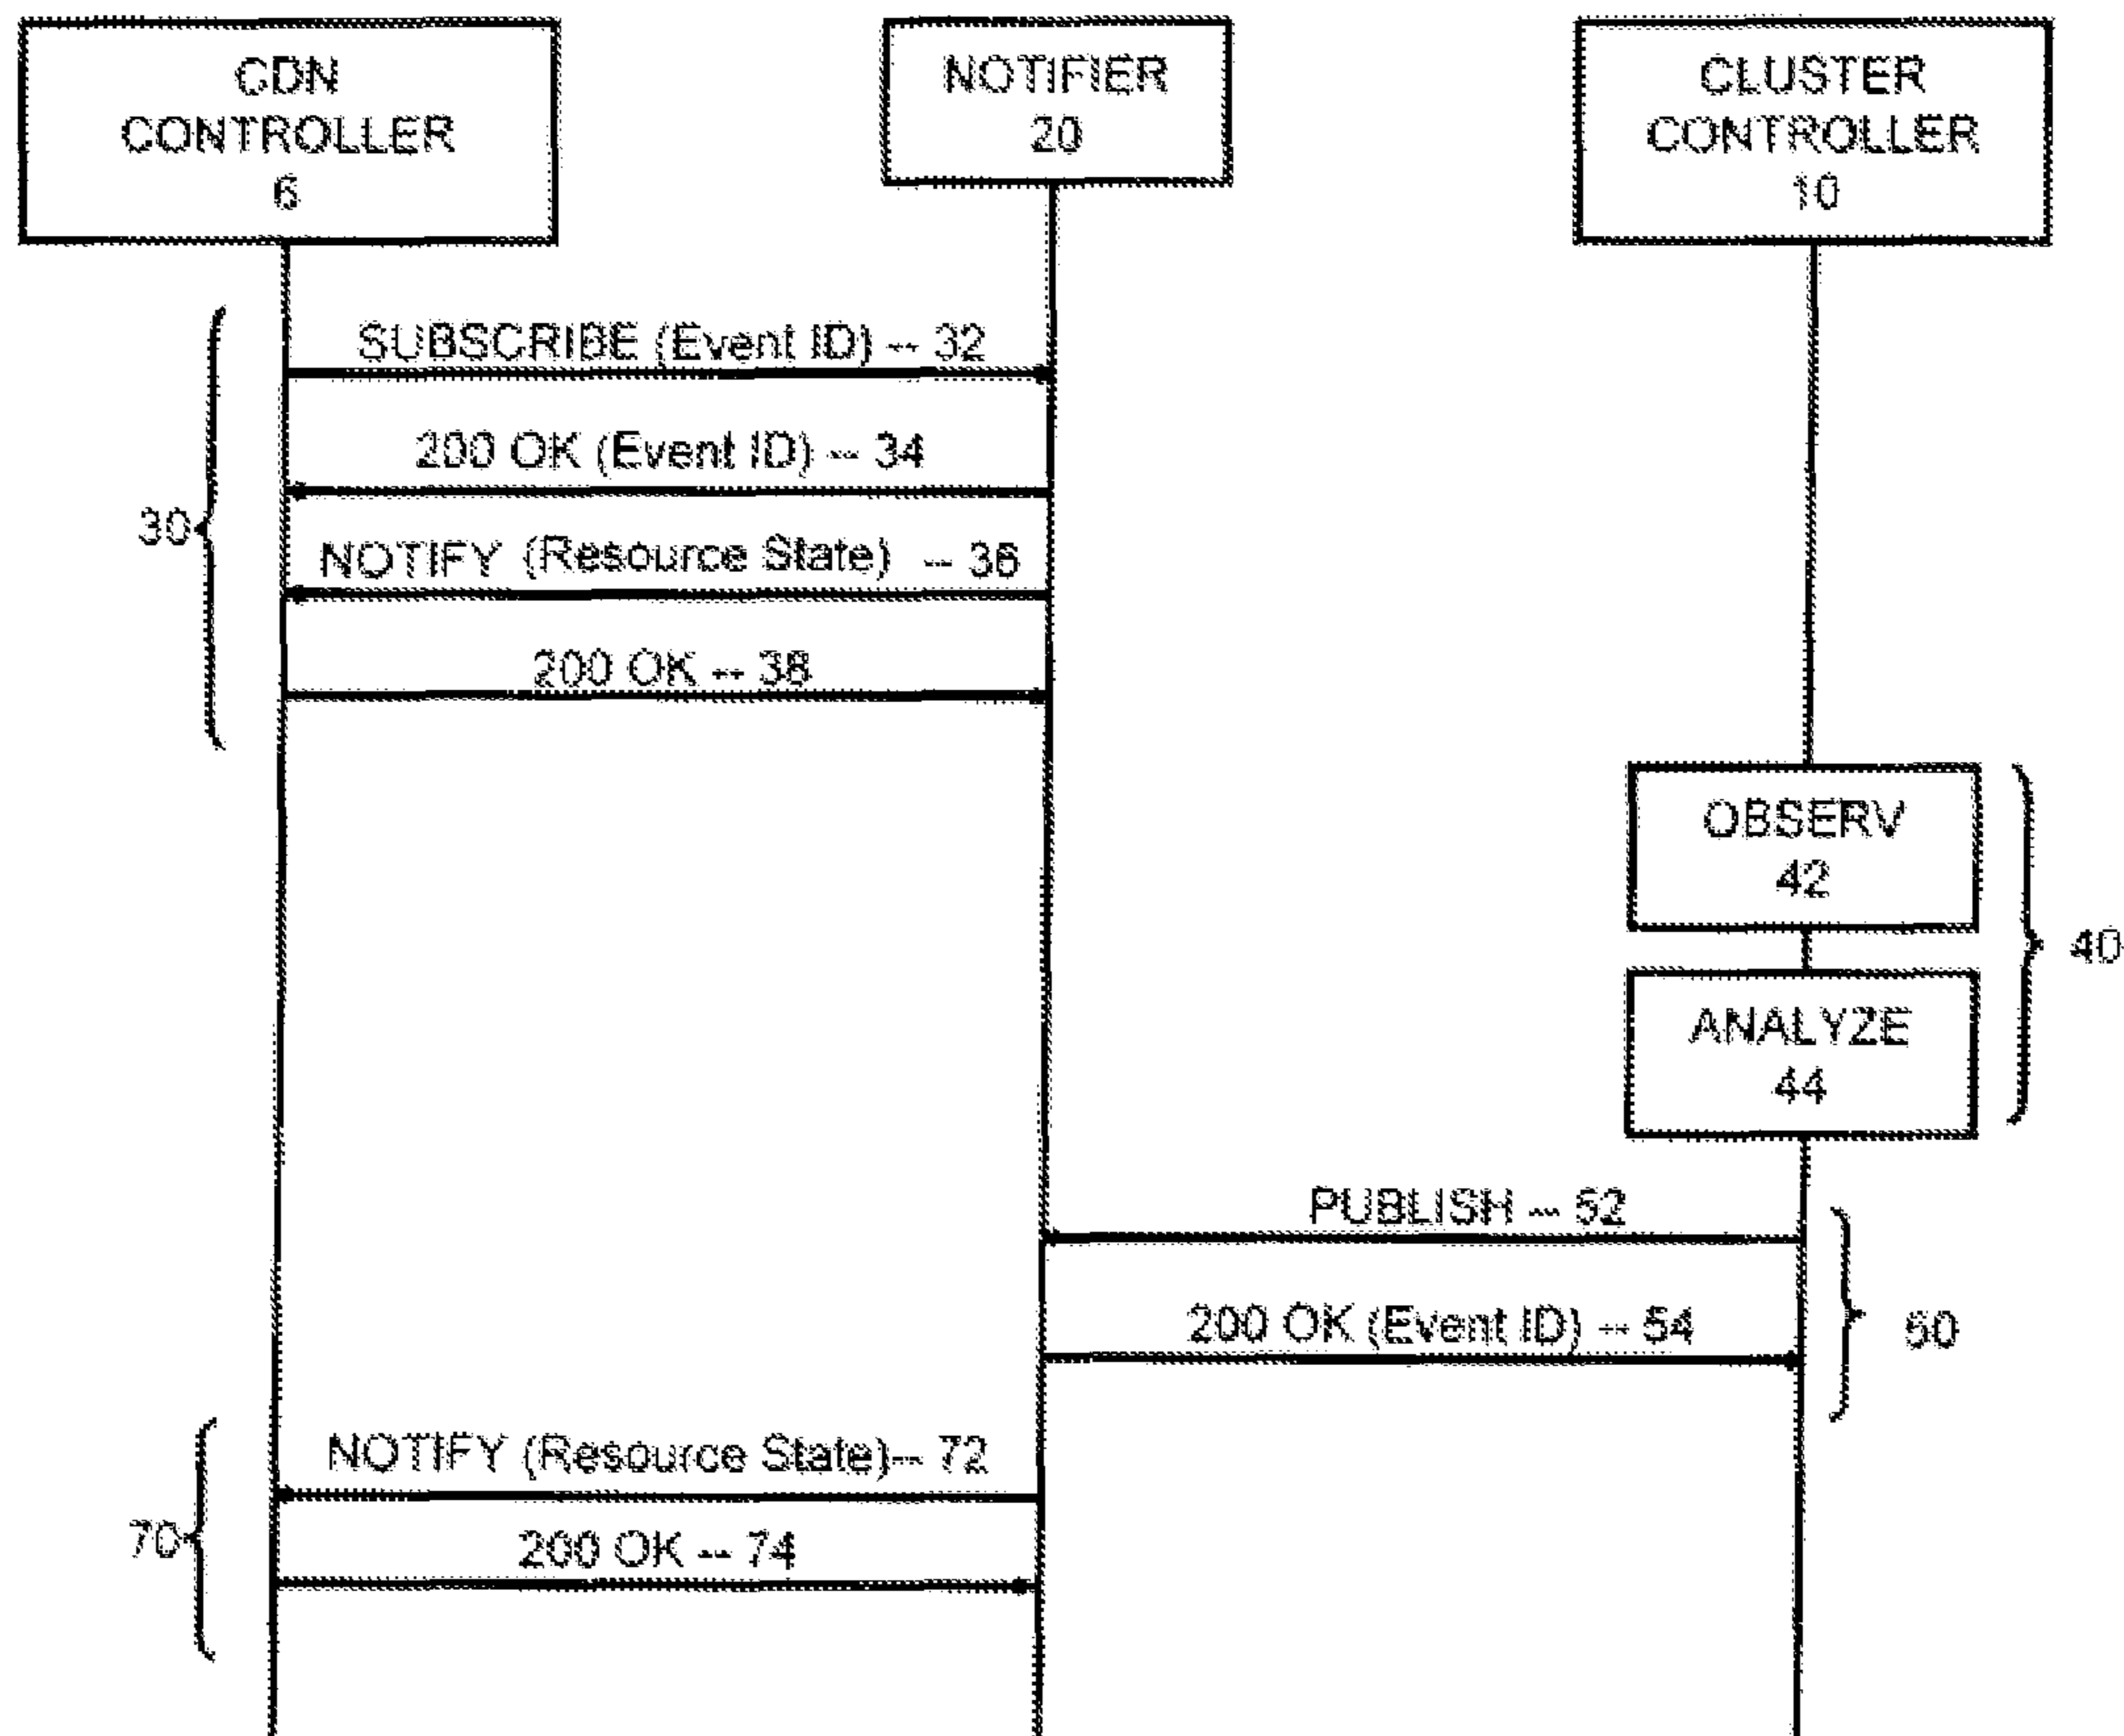 CDN
CONTROLLER
6
NOTIFIER
20
CLUSTER
CONTROLLER
10
SUBSCRIBE (Event ID) -- 32
200 OK (Event ID) -- 34
30
NOTIFY (Resource State) -- 36
200 OK -- 38
OBSERV
42
40
ANALYZE
44
PUBLISH -- 52
200 OK (Event ID) -- 54
50
NOTIFY (Resource State)-- 72
70
200 OK -- 74